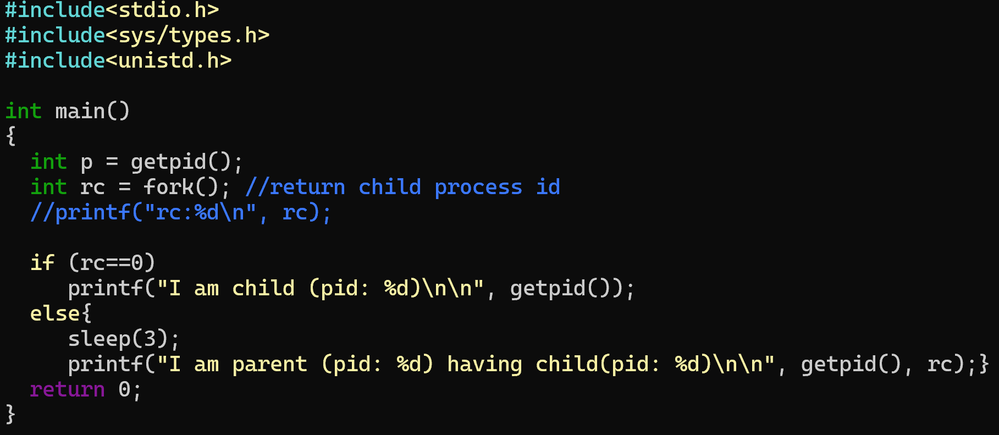 #include<stdio.h>
#include<sys/types.h>
#include<unistd.h>

int main()
{
  int p = getpid();
  int rc = fork(); //return child process id
  //printf("rc:%d\n", rc);

  if (rc==0)
     printf("I am child (pid: %d)\n\n", getpid());
  else{
     sleep(3);
     printf("I am parent (pid: %d) having child(pid: %d)\n\n", getpid(), rc);}
  return 0;
}